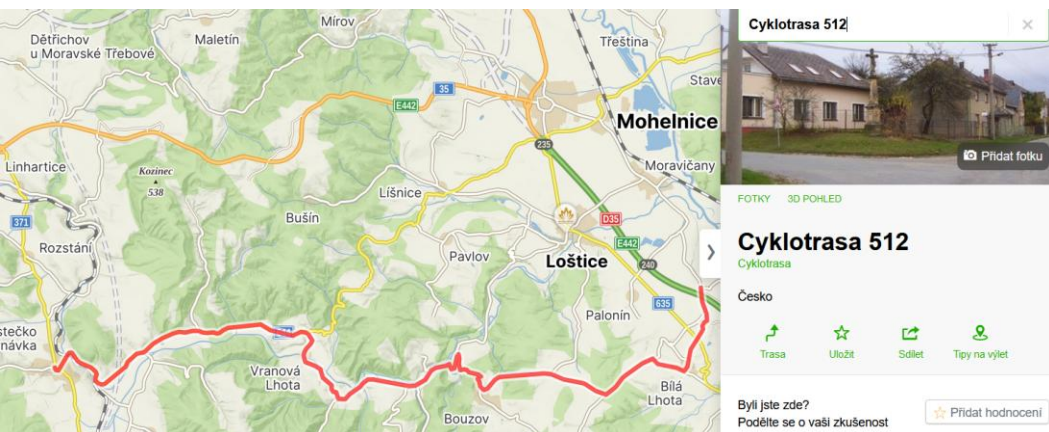 Dětřichov
u Moravské Třebové
Maletín
Mírov
Třeština
Stave
35
E442
Mohelnice
235
Moravičany
Linhartice
Kozinec
538
Líšnice
371
Bušín
D35
Rozstání
E442
Pavlov
Loštice
240
635
Palonín
stečko
návka
Vranová
Lhota
Bílá
Lhota
Bouzov
Cyklotrasa 512
×
Přidat fotku
FOTKY 3D POHLED
Cyklotrasa 512
Cyklotrasa
Česko
Trasa Uložit Sdílet Tipy na výlet
Byli jste zde?
Podělte se o vaši zkušenost
Přidat hodnocení